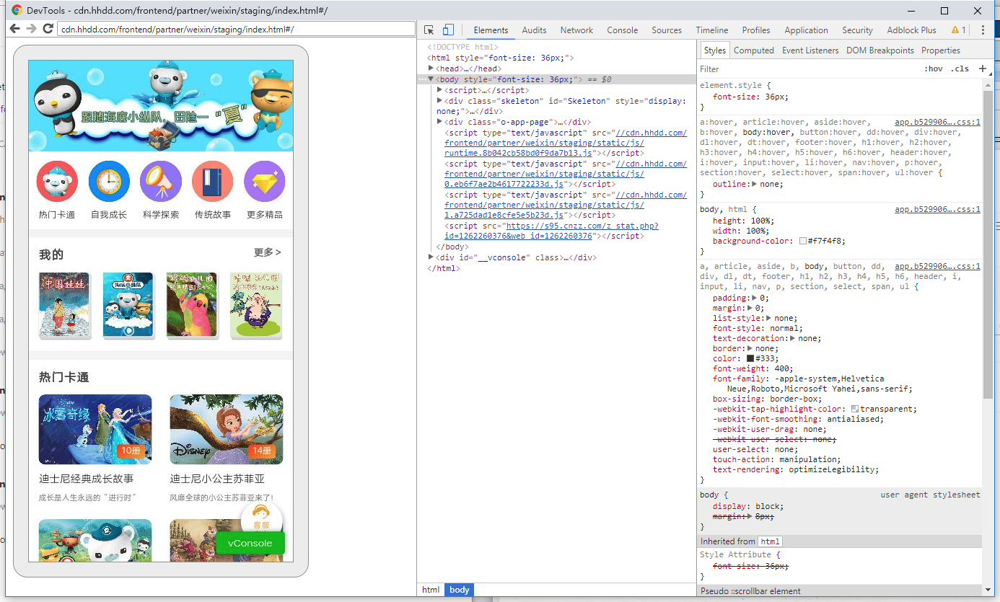 DevTools - cdn.hhdd.com/frontend/partner/weixin/staging/index.html#/
cdn.hhdd.com/frontend/partner/weixin/staging/index.html#/
跟随海底小纵队，冒险一“夏”
热门卡通 自我成长 科学探索 传统故事 更多精品
我的 更多 >
中国娃娃 海底小纵队
热门卡通
冰雪奇缘 10册 Disney 14册
迪士尼经典成长故事 迪士尼小公主苏菲亚
成长是人生永远的“进行时” 风靡全球的小公主苏菲亚来了!
客服
vConsole
Elements Audits Network Console Sources Timeline Profiles Application Security Adblock Plus 1
<!DOCTYPE html>
<html style="font-size: 36px;">
<head>…</head>
<body style="font-size: 36px;"> == $0
<script>…</script>
<div class="skeleton" id="Skeleton" style="display:
none;">…</div>
<div class="o-app-page">…</div>
<script type="text/javascript" src="//cdn.hhdd.com/
frontend/partner/weixin/staging/static/js/
runtime.8b042cb58bd0f9da7b13.js"></script>
<script type="text/javascript" src="//cdn.hhdd.com/
frontend/partner/weixin/staging/static/js/
0.eb6f7ae2b4617722233d.js"></script>
<script type="text/javascript" src="//cdn.hhdd.com/
frontend/partner/weixin/staging/static/js/
1.a725dad1e8cfe5e5b23d.js"></script>
<script src="https://s95.cnzz.com/z_stat.php?
id=1262260376&web_id=1262260376"></script>
</body>
<div id="__vconsole" class>…</div>
</html>
html body
Styles Computed Event Listeners DOM Breakpoints Properties
Filter :hov .cls +
element.style {
font-size: 36px;
}
a:hover, article:hover, aside:hover, app.b529906….css:1
b:hover, body:hover, button:hover, dd:hover, div:hover,
dl:hover, dt:hover, footer:hover, h1:hover, h2:hover,
h3:hover, h4:hover, h5:hover, h6:hover, header:hover,
i:hover, input:hover, li:hover, nav:hover, p:hover,
section:hover, select:hover, span:hover, ul:hover {
outline: none;
}
body, html { app.b529906….css:1
height: 100%;
width: 100%;
background-color: #f7f4f8;
}
a, article, aside, b, body, button, dd, app.b529906….css:1
div, dl, dt, footer, h1, h2, h3, h4, h5, h6, header, i,
input, li, nav, p, section, select, span, ul {
padding: 0;
margin: 0;
list-style: none;
font-style: normal;
text-decoration: none;
border: none;
color: #333;
font-weight: 400;
font-family: -apple-system,Helvetica
Neue,Roboto,Microsoft Yahei,sans-serif;
box-sizing: border-box;
-webkit-tap-highlight-color: transparent;
-webkit-font-smoothing: antialiased;
-webkit-user-drag: none;
-webkit-user-select: none;
user-select: none;
touch-action: manipulation;
text-rendering: optimizeLegibility;
}
body { user agent stylesheet
display: block;
margin: 8px;
}
Inherited from html
Style Attribute {
font-size: 36px;
}
Pseudo ::scrollbar element